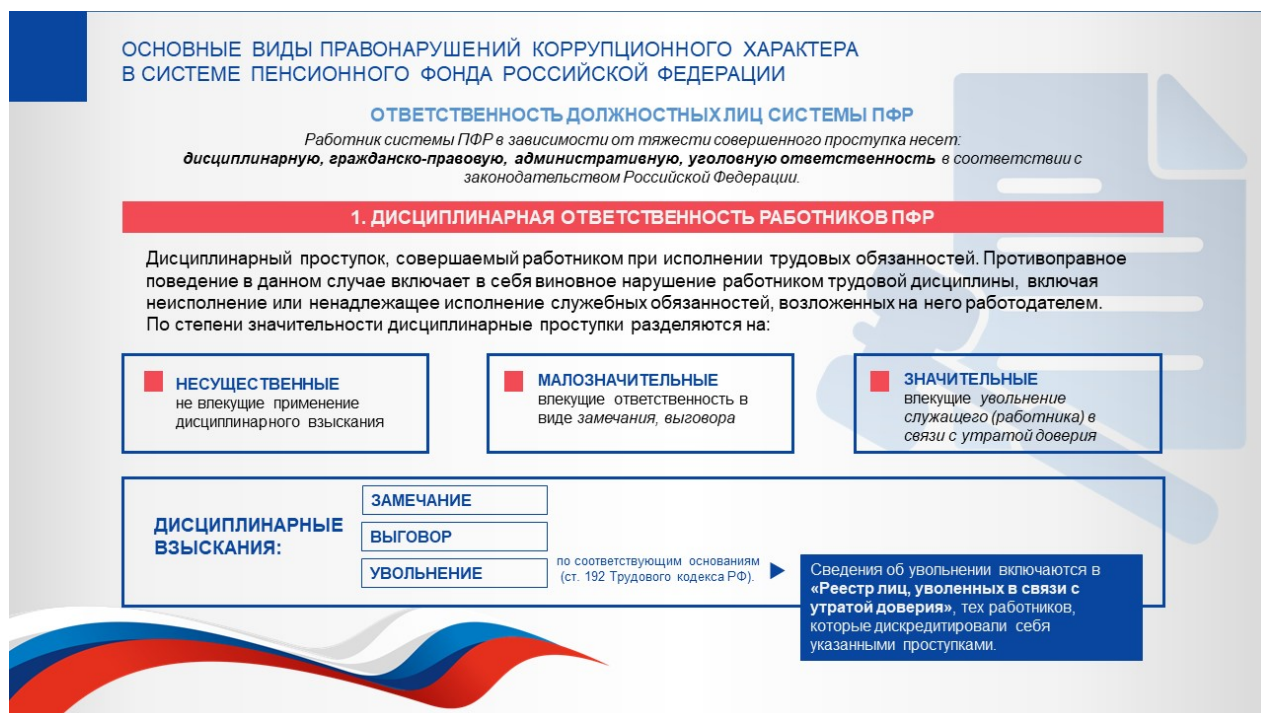 ОСНОВНЫЕ ВИДЫ ПРАВОНАРУШЕНИЙ КОРРУПЦИОННОГО ХАРАКТЕРА
В СИСТЕМЕ ПЕНСИОННОГО ФОНДА РОССИЙСКОЙ ФЕДЕРАЦИИ
ОТВЕТСТВЕННОСТЬ ДОЛЖНОСТНЫХ ЛИЦ СИСТЕМЫ ПФР
Работник системы ПФР в зависимости от тяжести совершенного проступка несет:
дисциплинарную, гражданско-правовую, административную, уголовную ответственность в соответствии с
законодательством Российской Федерации.
1. ДИСЦИПЛИНАРНАЯ ОТВЕТСТВЕННОСТЬ РАБОТНИКОВ ПФР
Дисциплинарный проступок, совершаемый работником при исполнении трудовых обязанностей. Противоправное
поведение в данном случае включает в себя виновное нарушение работником трудовой дисциплины, включая
неисполнение или ненадлежащее исполнение служебных обязанностей, возложенных на него работодателем.
По степени значительности дисциплинарные проступки разделяются на:
НЕСУЩЕСТВЕННЫЕ
не влекущие применение
дисциплинарного взыскания
МАЛОЗНАЧИТЕЛЬНЫЕ
влекущие ответственность в
виде замечания, выговора
ЗНАЧИТЕЛЬНЫЕ
влекущие увольнение
служащего (работника) в
связи с утратой доверия
ДИСЦИПЛИНАРНЫЕ
ВЗЫСКАНИЯ:
ЗАМЕЧАНИЕ
ВЫГОВОР
УВОЛЬНЕНИЕ
по соответствующим основаниям
(ст. 192 Трудового кодекса РФ).
Сведения об увольнении включаются в
«Реестр лиц, уволенных в связи с
утратой доверия», тех работников,
которые дискредитировали себя
указанными проступками.